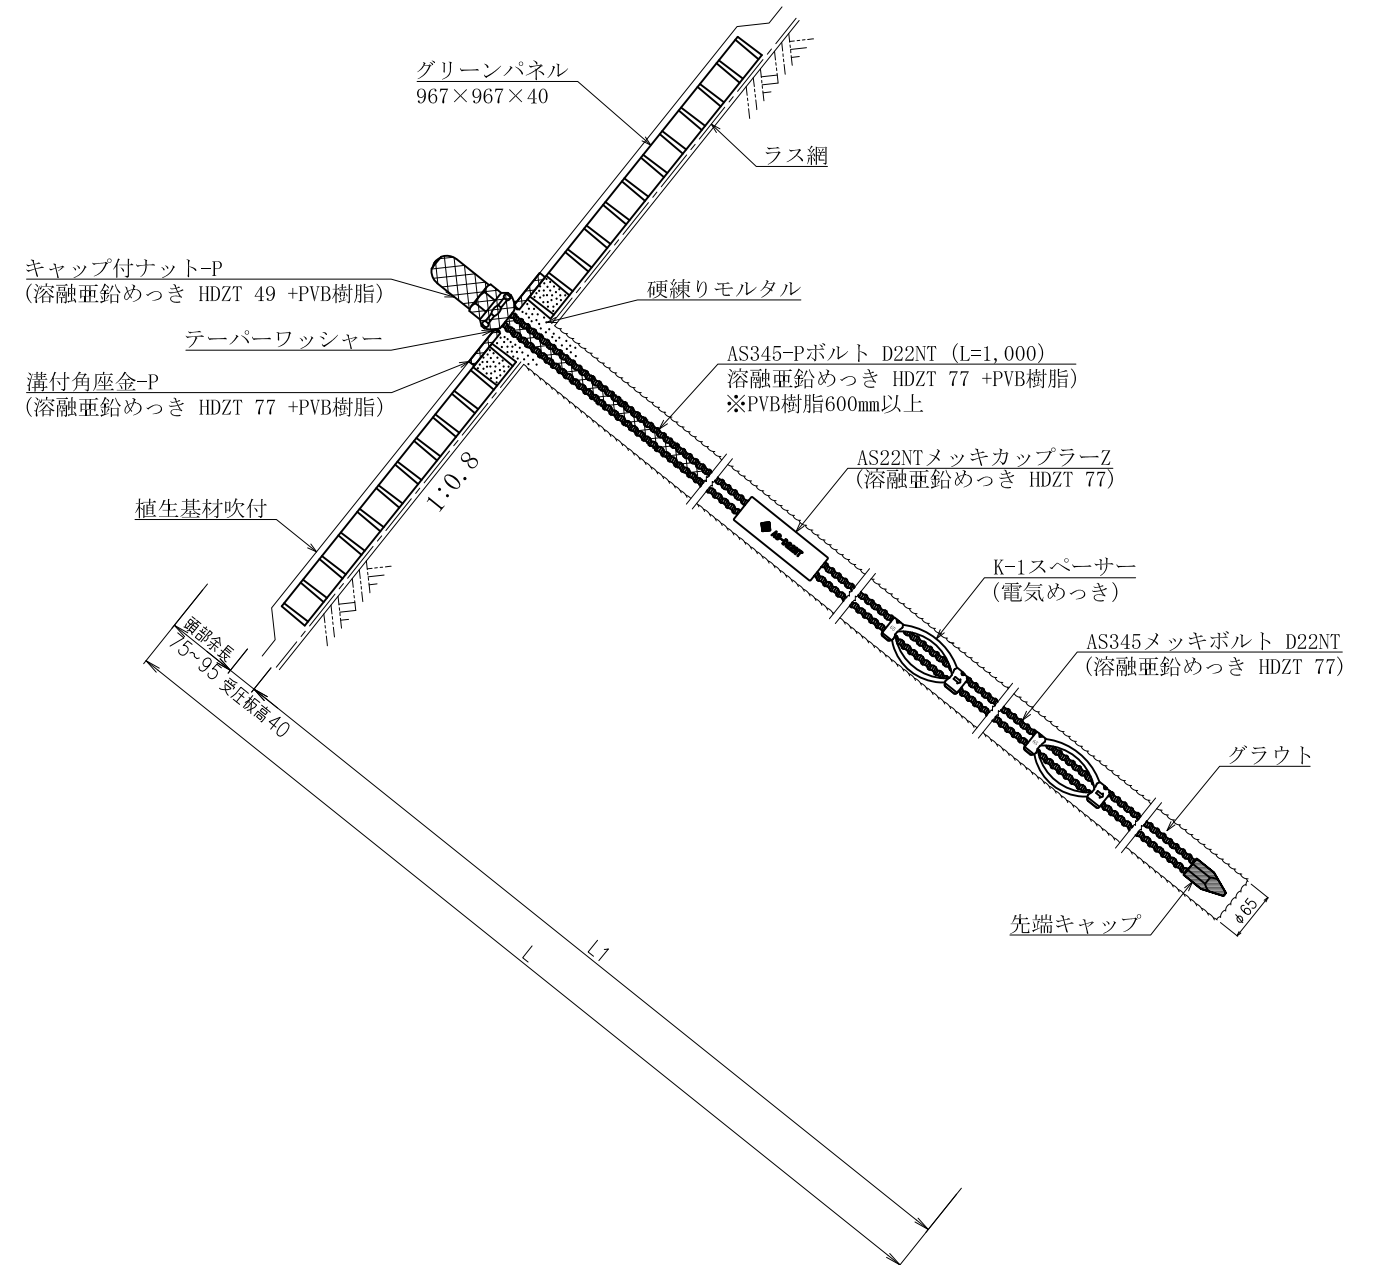 グリーンパネル
967×967×40
ラス網
キャップ付ナット-P
(溶融亜鉛めっき HDZT 49 +PVB樹脂)
硬練りモルタル
テーパーワッシャー
溝付角座金-P
(溶融亜鉛めっき HDZT 77 +PVB樹脂)
AS345-Pボルト D22NT (L=1,000)
溶融亜鉛めっき HDZT 77 +PVB樹脂)
※PVB樹脂600mm以上
1:0.8
AS22NTメッキカップラーZ
(溶融亜鉛めっき HDZT 77)
植生基材吹付
K-1スペーサー
(電気めっき)
頭部余長
75~95
受圧板高40
AS345メッキボルト D22NT
(溶融亜鉛めっき HDZT 77)
グラウト
先端キャップ
φ65
L1
L